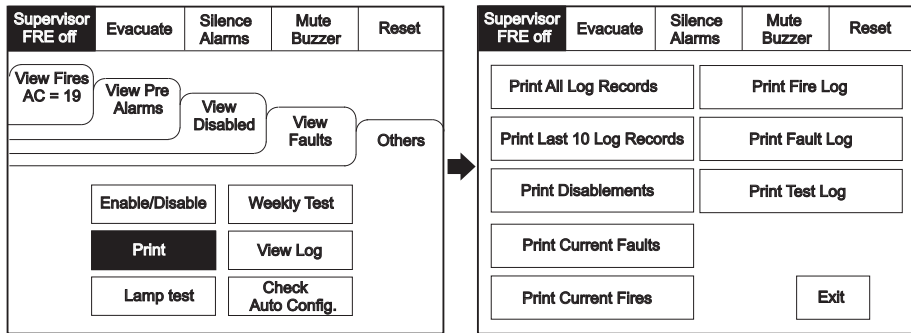 Supervisor
FRE off
Evacuate
Silence
Alarms
Mute
Buzzer
Reset
View Fires
AC = 19
View Pre
Alarms
View
Disabled
View
Faults
Others
Enable/Disable
Weekly Test
Print
View Log
Lamp test
Check
Auto Config.
Supervisor
FRE off
Evacuate
Silence
Alarms
Mute
Buzzer
Reset
Print All Log Records
Print Fire Log
Print Last 10 Log Records
Print Fault Log
Print Disablements
Print Test Log
Print Current Faults
Print Current Fires
Exit